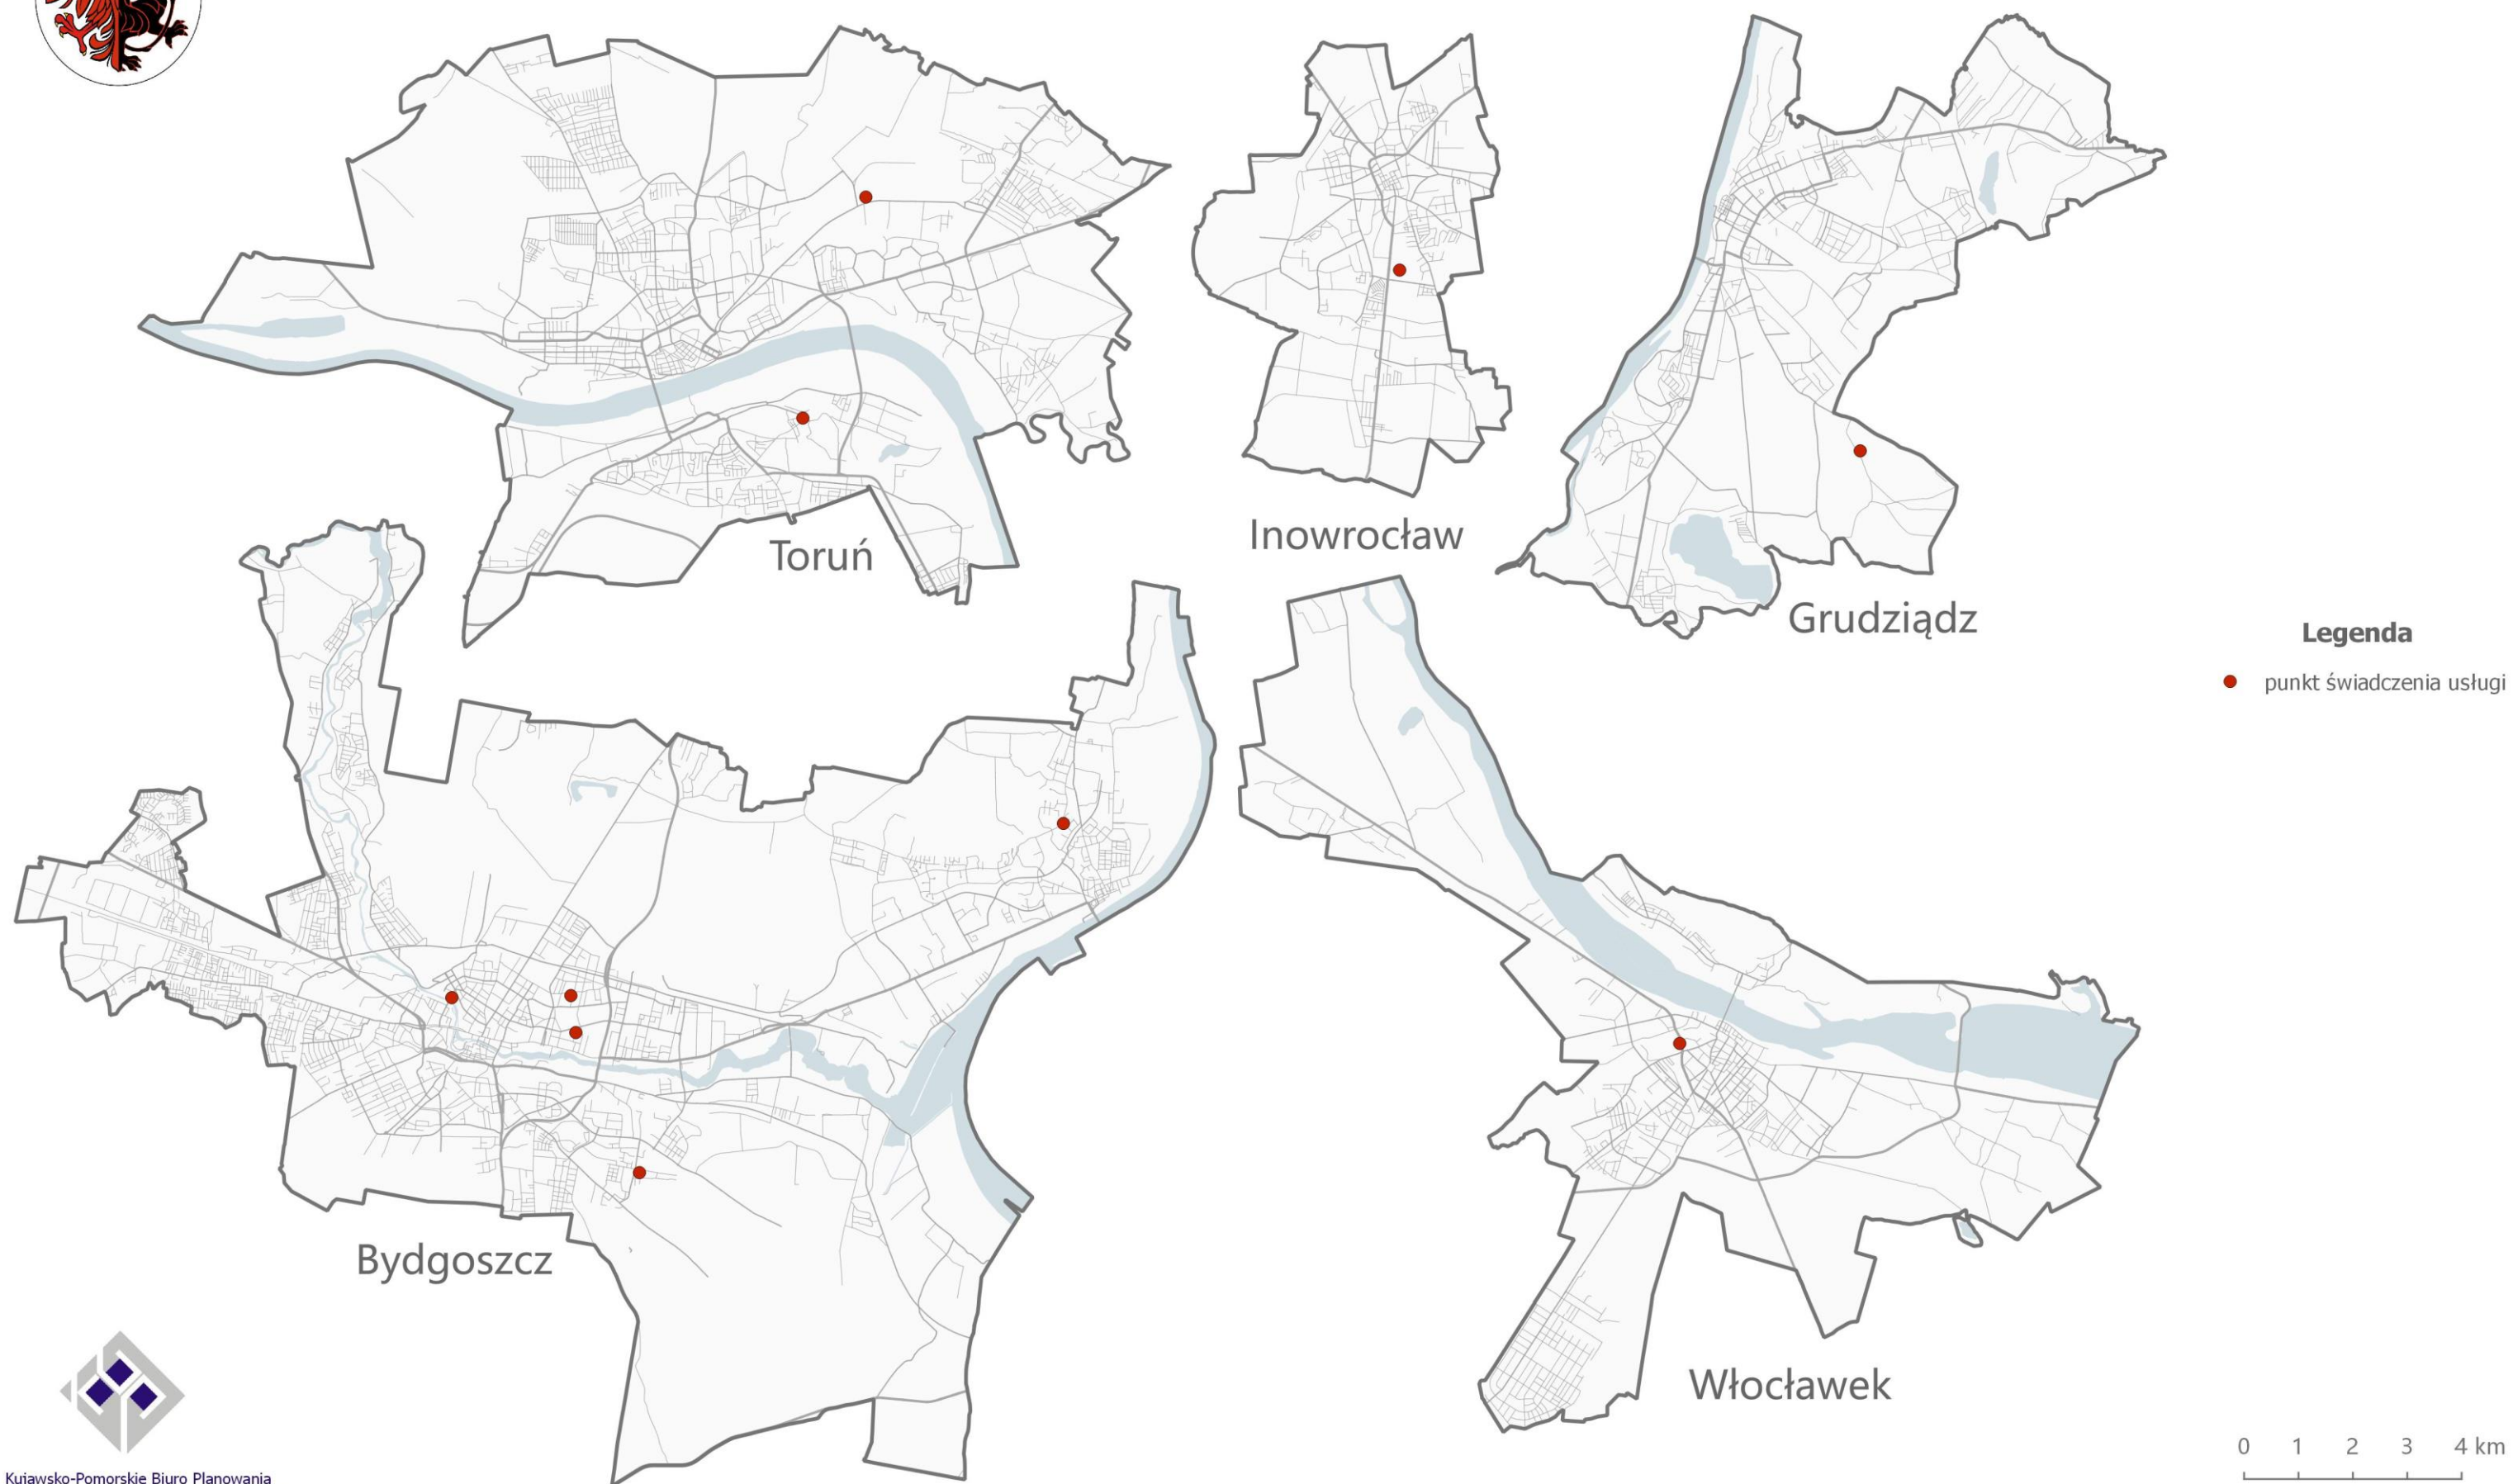 Toruń
Inowrocław
Grudziądz
Legenda
punkt świadczenia usługi
Bydgoszcz
Włocławek
0 1 2 3 4 km
Kujawsko-Pomorskie Biuro Planowania